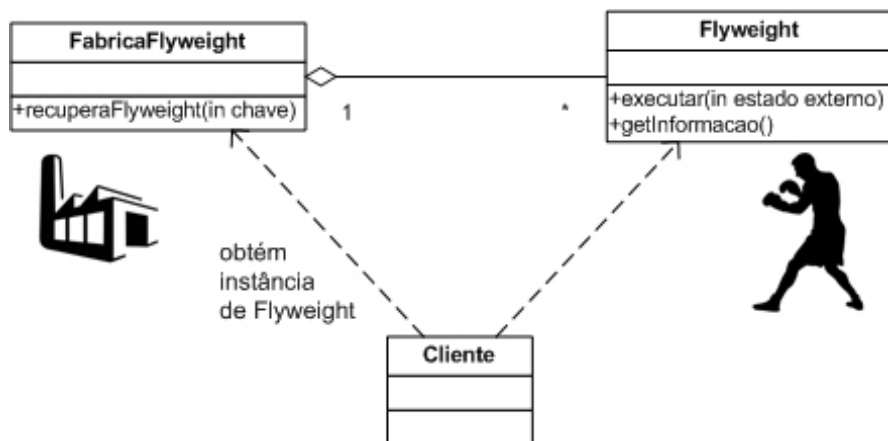 FabricaFlyweight
+recuperaFlyweight(in chave)
1
*
Flyweight
+executar(in estado externo)
+getInformacao()
obtém
instância
de Flyweight
Cliente